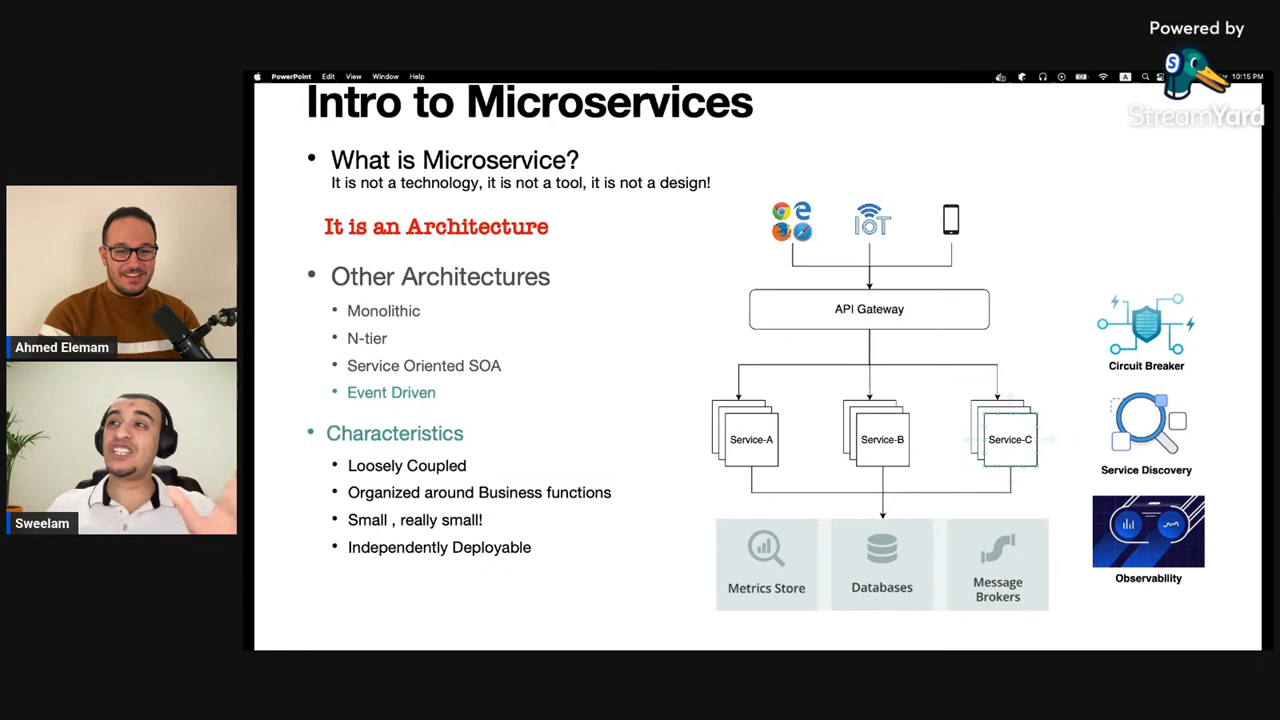 Powered by
StreamYard
PowerPoint Edit View Window Help
10:15 PM
Intro to Microservices
• What is Microservice?
It is not a technology, it is not a tool, it is not a design!
It is an Architecture
• Other Architectures
• Monolithic
• N-tier
• Service Oriented SOA
• Event Driven
• Characteristics
• Loosely Coupled
• Organized around Business functions
• Small , really small!
• Independently Deployable
IoT
API Gateway
Service-A
Service-B
Service-C
Metrics Store
Databases
Message
Brokers
Circuit Breaker
Service Discovery
Observability
Ahmed Elemam
Sweelam